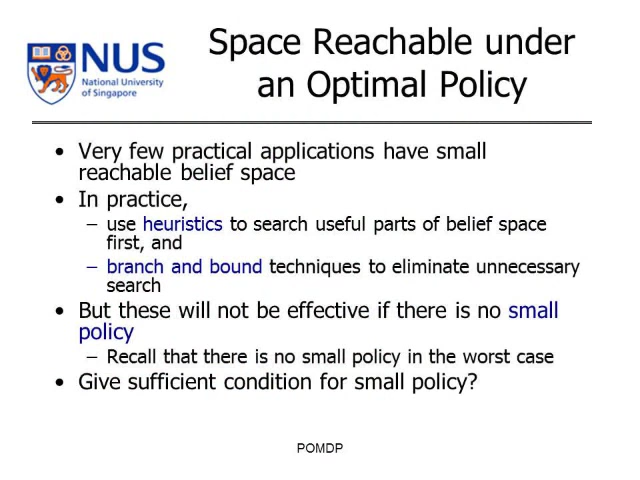 NUS
National University
of Singapore
Space Reachable under
an Optimal Policy
• Very few practical applications have small
reachable belief space
• In practice,
– use heuristics to search useful parts of belief space
first, and
– branch and bound techniques to eliminate unnecessary
search
• But these will not be effective if there is no small
policy
– Recall that there is no small policy in the worst case
• Give sufficient condition for small policy?
POMDP